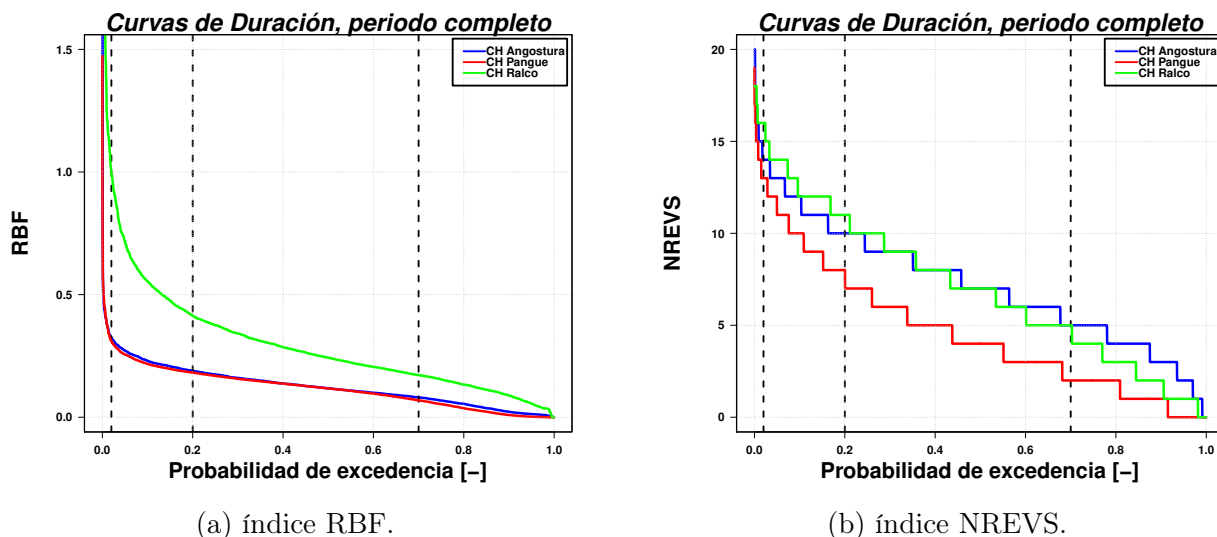 Curvas de Duración, periodo completo
CH Angostura
CH Pangue
CH Ralco
1.5
1.0
0.5
0.0
RBF
0.0 0.2 0.4 0.6 0.8 1.0
Probabilidad de excedencia [−]
(a) índice RBF.
Curvas de Duración, periodo completo
CH Angostura
CH Pangue
CH Ralco
20
15
10
5
0
NREVS
0.0 0.2 0.4 0.6 0.8 1.0
Probabilidad de excedencia [−]
(b) índice NREVS.